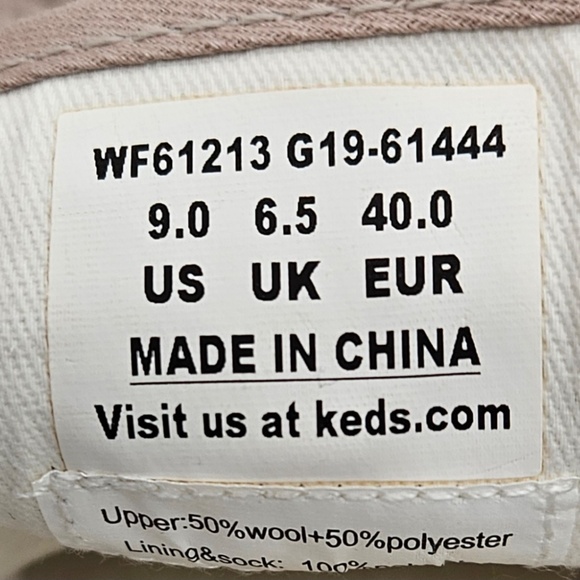 WF61213 G19-61444
9.0 6.5 40.0
US UK EUR
MADE IN CHINA
Visit us at keds.com
Upper:50%wool+50%polyester
Lining&sock: 100%